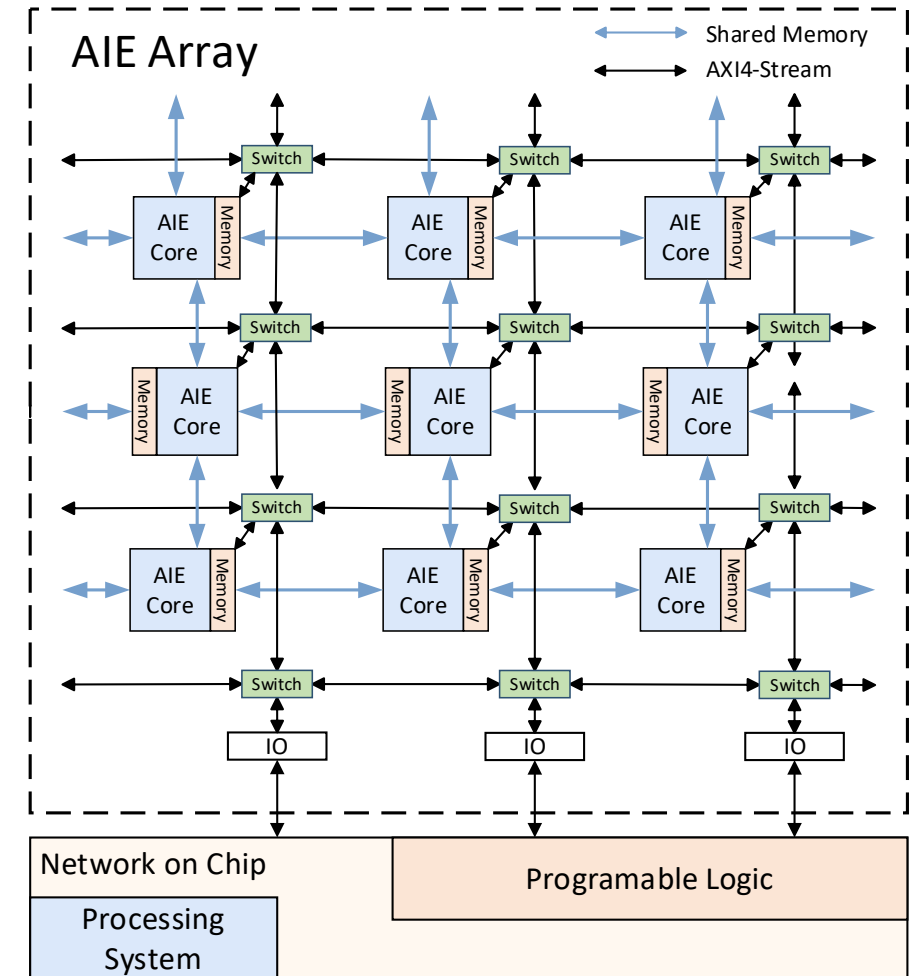 AIE Array
Shared Memory
AXI4-Stream
Switch
Switch
Switch
AIE
Core
Memory
AIE
Core
Memory
AIE
Core
Memory
Switch
Switch
Switch
Memory
AIE
Core
Memory
AIE
Core
Memory
AIE
Core
Switch
Switch
Switch
AIE
Core
Memory
AIE
Core
Memory
AIE
Core
Memory
Switch
Switch
Switch
IO
IO
IO
Network on Chip
Programable Logic
Processing
System